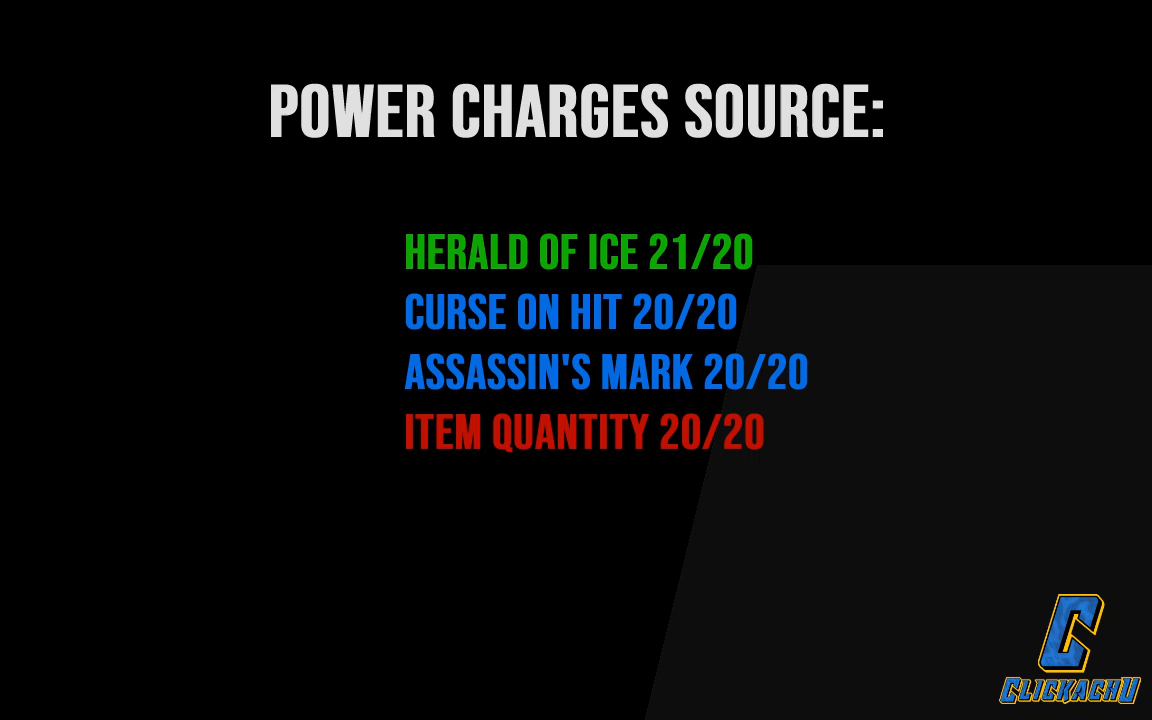 POWER CHARGES SOURCE:
HERALD OF ICE 21/20
CURSE ON HIT 20/20
ASSASSIN'S MARK 20/20
ITEM QUANTITY 20/20
C
CLICKACHU